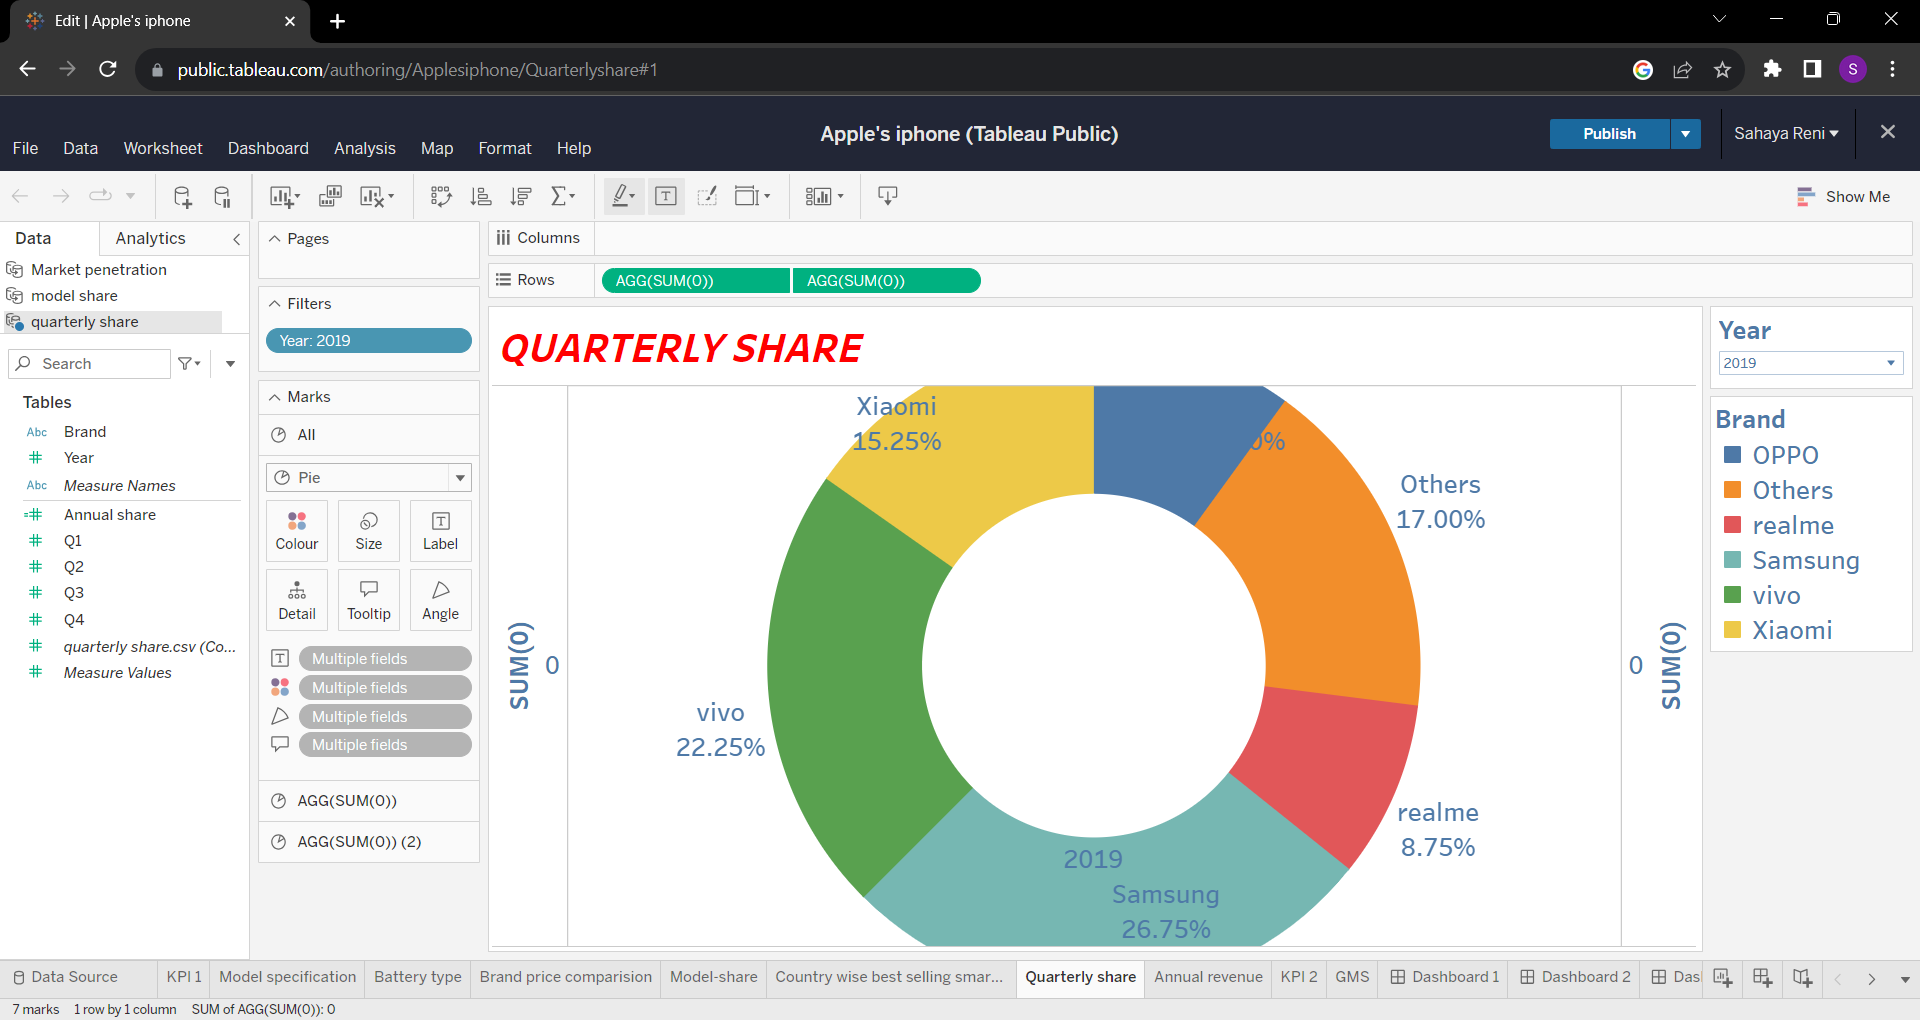 Edit | Apple's iphone
public.tableau.com/authoring/Applesiphone/Quarterlyshare#1
S
Apple's iphone (Tableau Public)
Publish
Sahaya Reni
File Data Worksheet Dashboard Analysis Map Format Help
Show Me
Data Analytics
Market penetration
model share
quarterly share
Search
Tables
Abc Brand
Year
Abc Measure Names
Annual share
Q1
Q2
Q3
Q4
quarterly share.csv (Co...
Measure Values
Pages
Filters
Year: 2019
Marks
All
Pie
Colour Size Label
Detail Tooltip Angle
Multiple fields
Multiple fields
Multiple fields
Multiple fields
AGG(SUM(0))
AGG(SUM(0)) (2)
Columns
Rows AGG(SUM(0)) AGG(SUM(0))
QUARTERLY SHARE
Xiaomi
15.25%
0%
Others
17.00%
SUM(0)
0
0
SUM(0)
vivo
22.25%
realme
8.75%
2019
Samsung
26.75%
Year
2019
Brand
OPPO
Others
realme
Samsung
vivo
Xiaomi
Data Source KPI 1 Model specification Battery type Brand price comparision Model-share Country wise best selling smar... Quarterly share Annual revenue KPI 2 GMS Dashboard 1 Dashboard 2 Das
7 marks 1 row by 1 column SUM of AGG(SUM(0)): 0